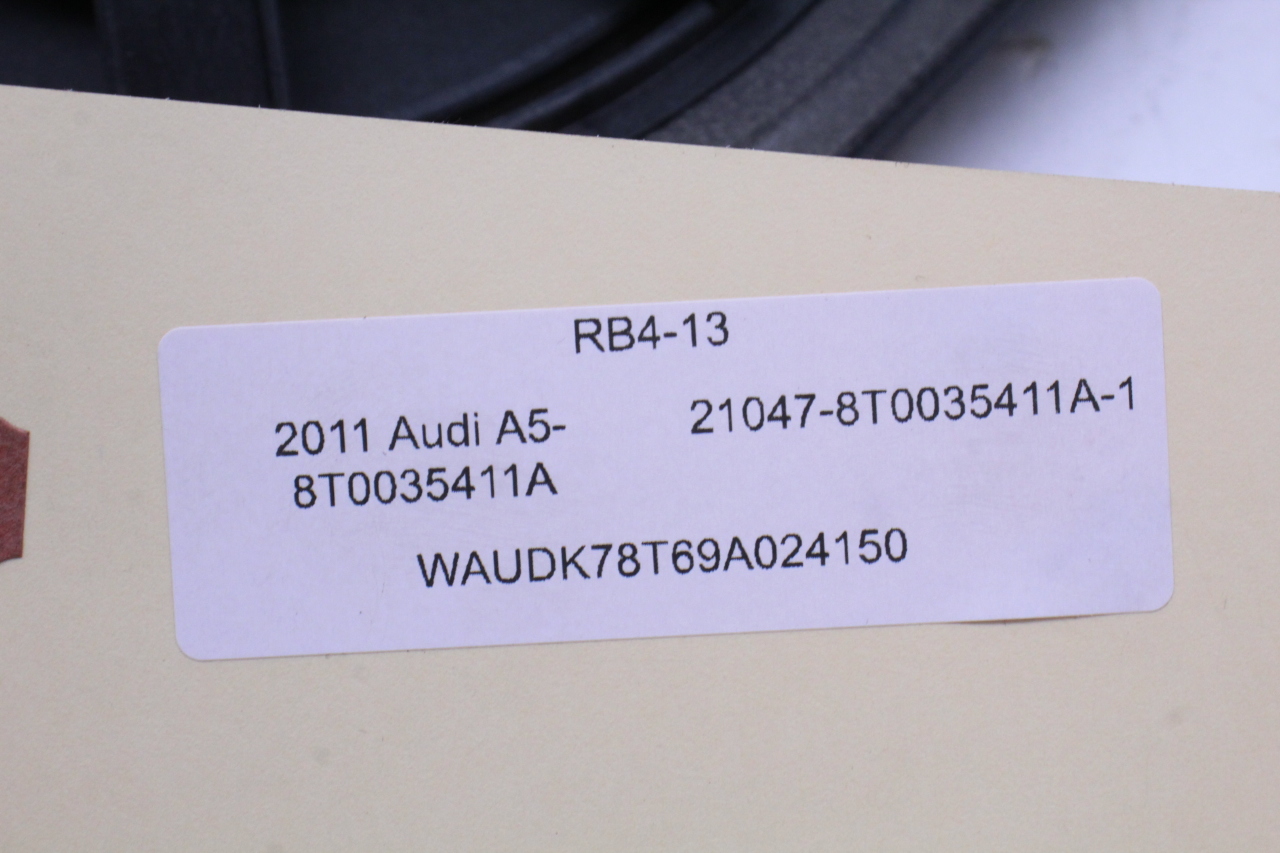 RB4-13
2011 Audi A5-
8T0035411A
21047-8T0035411A-1
WAUDK78T69A024150